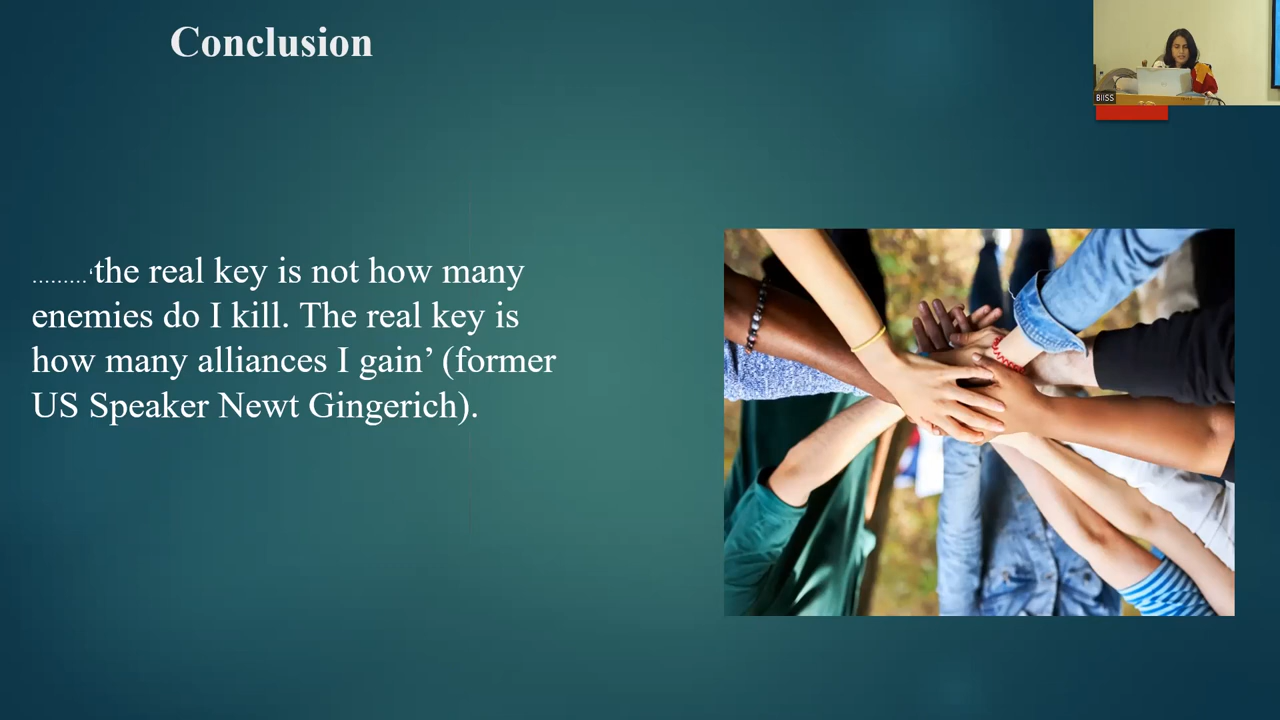 Conclusion
BIISS
.........‘the real key is not how many
enemies do I kill. The real key is
how many alliances I gain’ (former
US Speaker Newt Gingerich).